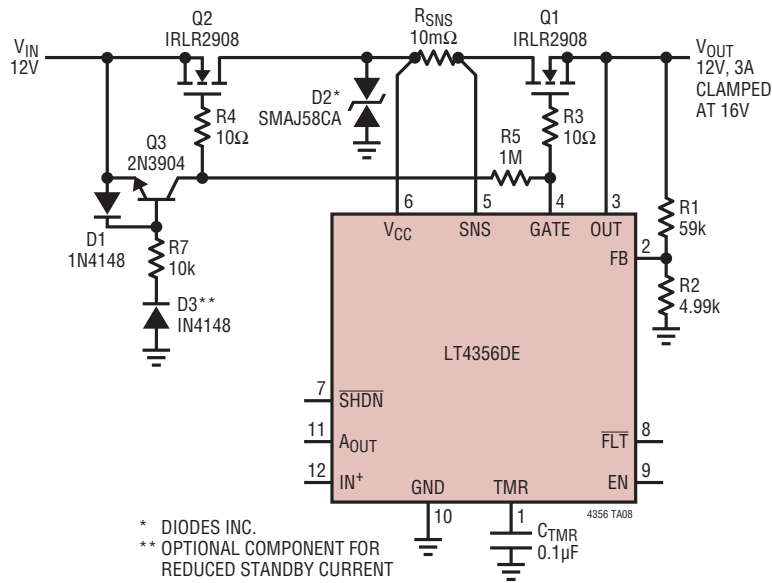 Q2
IRLR2908
RSNS
10mΩ
Q1
IRLR2908
VIN
12V
VOUT
12V, 3A
CLAMPED
AT 16V
D2*
SMAJ58CA
R4
10Ω
R3
10Ω
Q3
2N3904
R5
1M
D1
1N4148
R7
10k
D3**
IN4148
R1
59k
R2
4.99k
6
5
4
3
VCC
SNS
GATE
OUT
FB
2
LT4356DE
7
SHDN
11
AOUT
12
IN+
FLT
8
EN
9
GND
TMR
10
1
4356 TA08
CTMR
0.1µF
* DIODES INC.
** OPTIONAL COMPONENT FOR
REDUCED STANDBY CURRENT